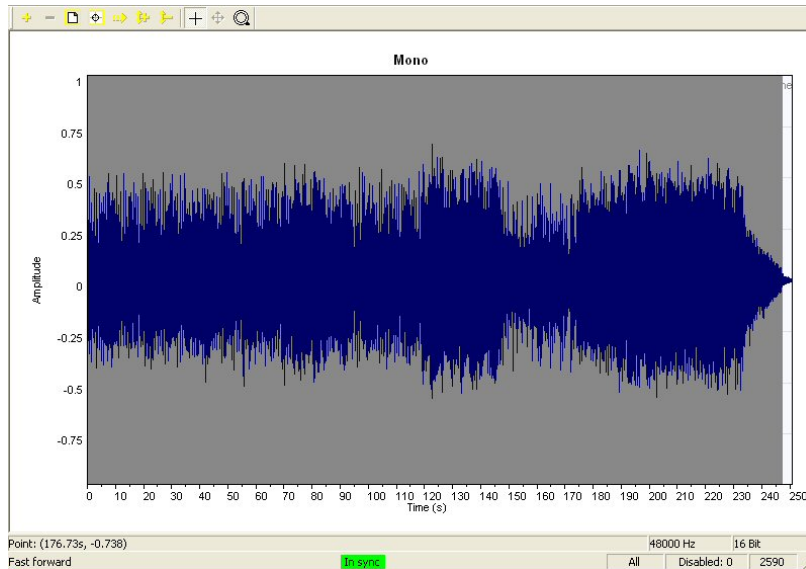 Mono
1
0.75
0.5
0.25
0
-0.25
-0.5
-0.75
Amplitude
0 10 20 30 40 50 60 70 80 90 100 110 120 130 140 150 160 170 180 190 200 210 220 230 240 250
Time (s)
Point: (176.73s, -0.738) 48000 Hz 16 Bit
Fast forward In sync All Disabled: 0 2590